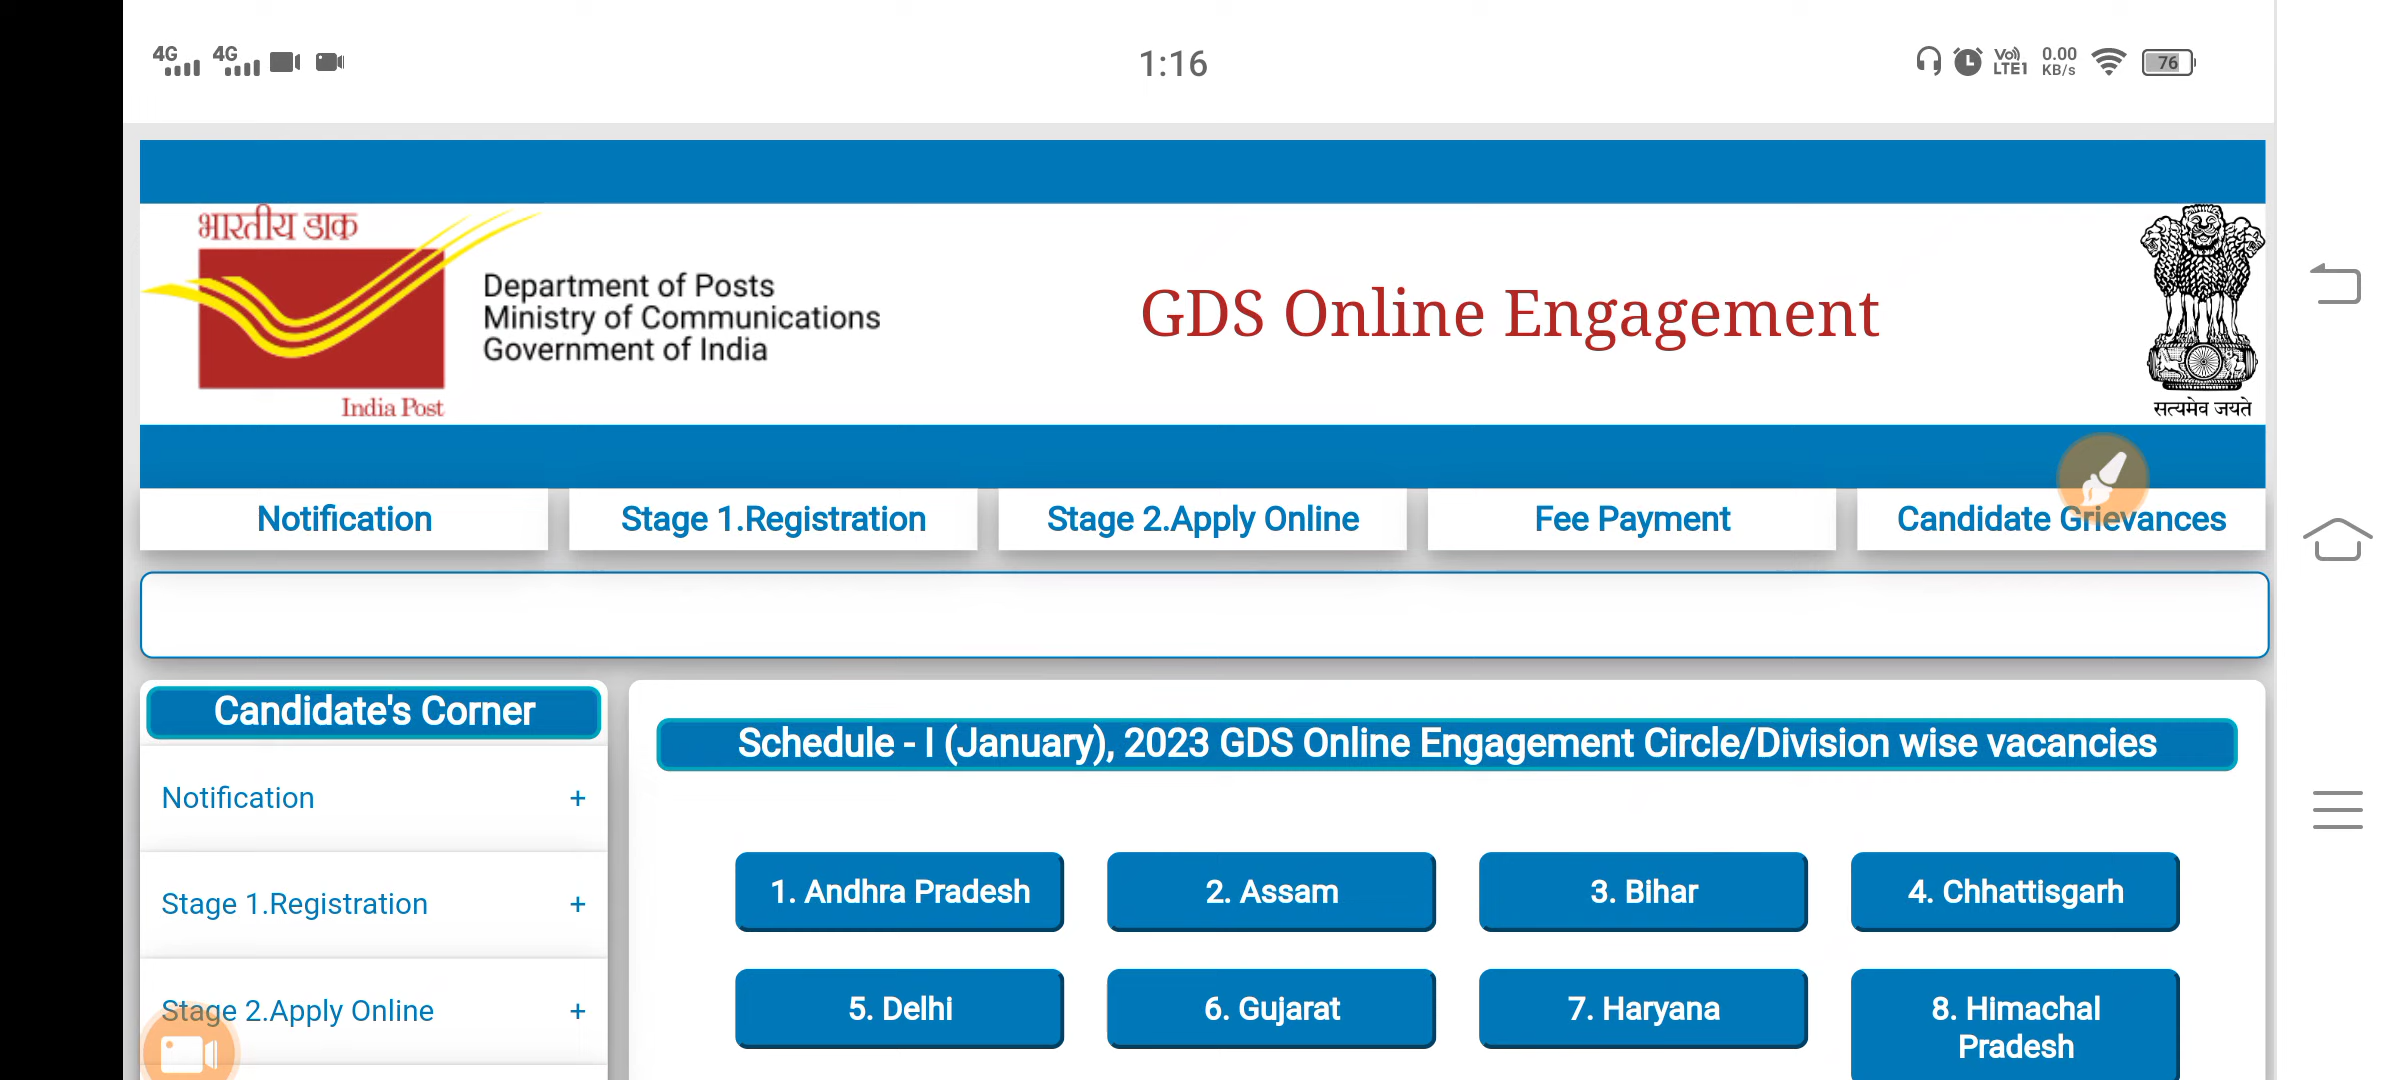 4G 4G
1:16
Vo) LTE1
0.00 KB/s
76
भारतीय डाक
India Post
Department of Posts
Ministry of Communications
Government of India
GDS Online Engagement
सत्यमेव जयते
Notification
Stage 1.Registration
Stage 2.Apply Online
Fee Payment
Candidate Grievances
Candidate's Corner
Notification +
Stage 1.Registration +
Stage 2.Apply Online +
Schedule - I (January), 2023 GDS Online Engagement Circle/Division wise vacancies
1. Andhra Pradesh
2. Assam
3. Bihar
4. Chhattisgarh
5. Delhi
6. Gujarat
7. Haryana
8. Himachal
Pradesh